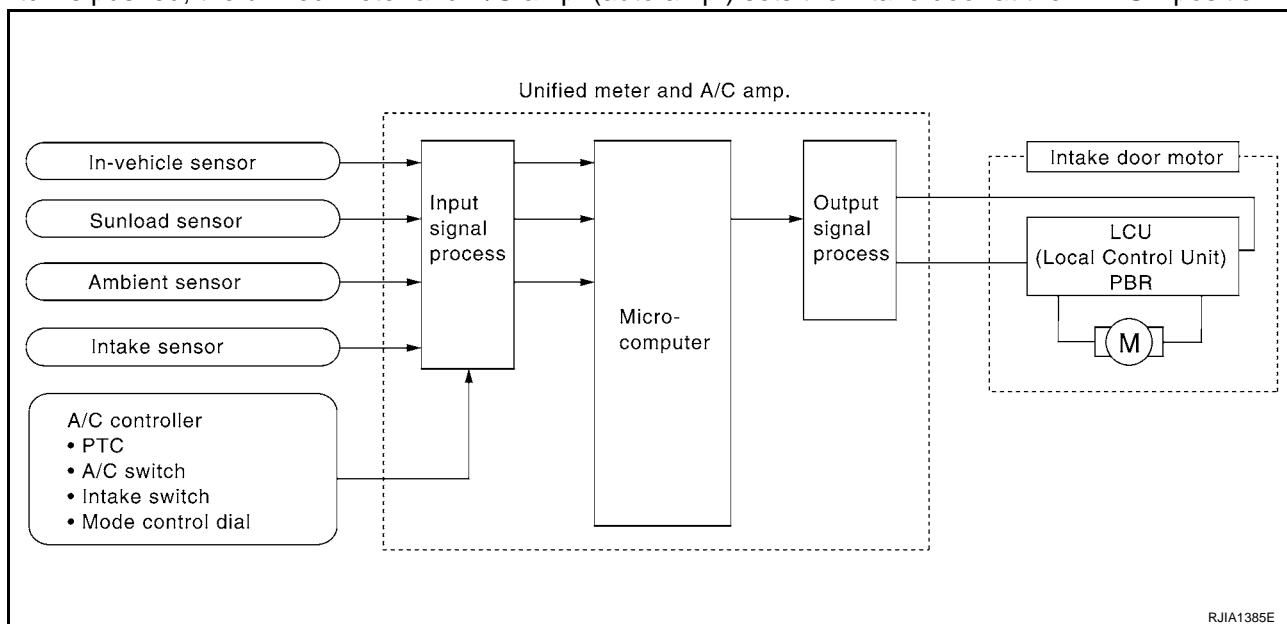 Unified meter and A/C amp.
In-vehicle sensor
Sunload sensor
Ambient sensor
Intake sensor
A/C controller
• PTC
• A/C switch
• Intake switch
• Mode control dial
Input
signal
process
Micro-
computer
Output
signal
process
Intake door motor
LCU
(Local Control Unit)
PBR
M
RJIA1385E